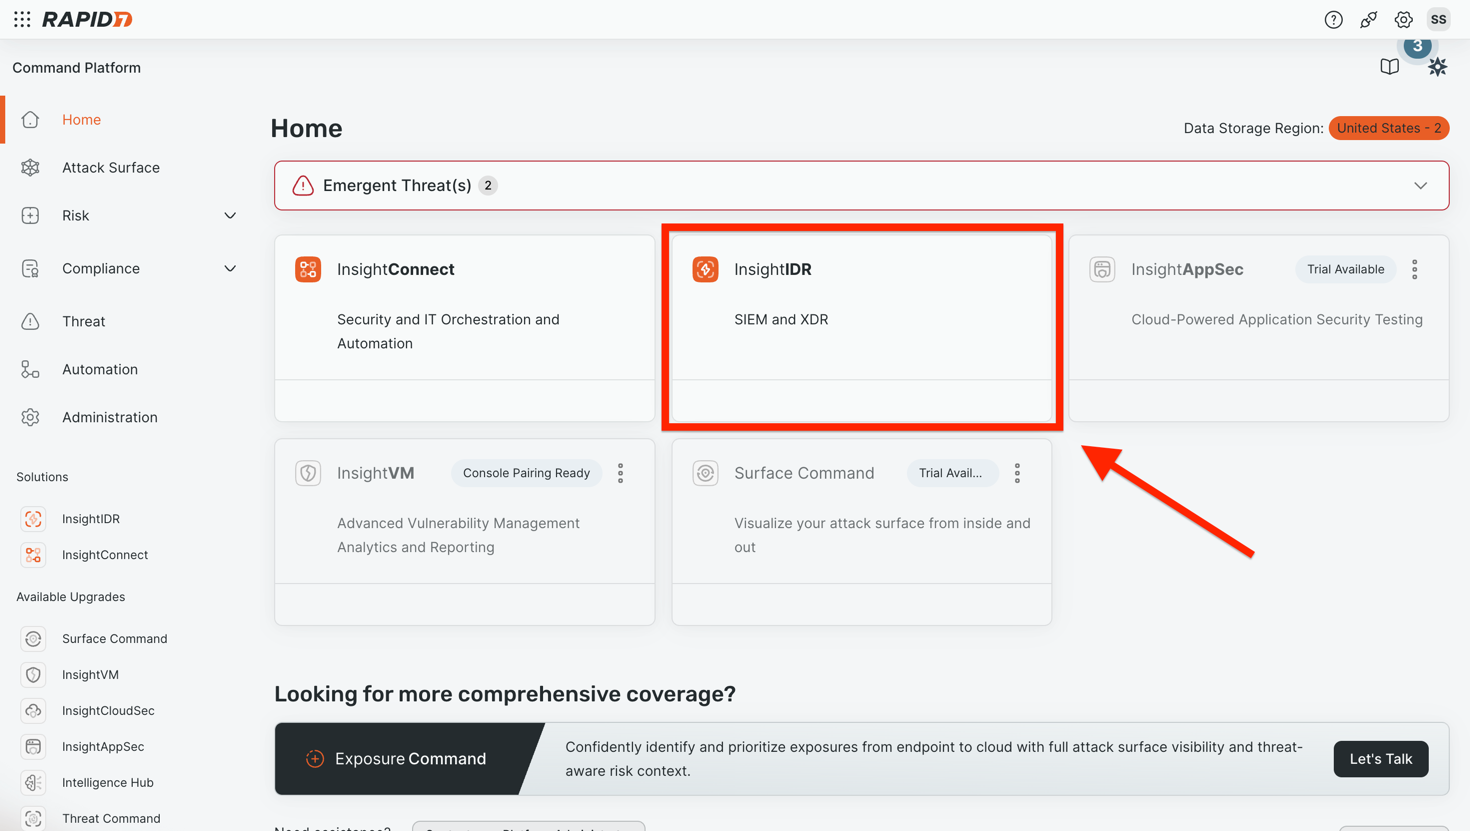 RAPID7
SS
3
Command Platform
Home
Attack Surface
Risk
Compliance
Threat
Automation
Administration
Solutions
InsightIDR
InsightConnect
Available Upgrades
Surface Command
InsightVM
InsightCloudSec
InsightAppSec
Intelligence Hub
Threat Command
Home
Data Storage Region: United States - 2
Emergent Threat(s) 2
InsightConnect
Security and IT Orchestration and
Automation
InsightIDR
SIEM and XDR
InsightAppSec Trial Available
Cloud-Powered Application Security Testing
InsightVM Console Pairing Ready
Advanced Vulnerability Management
Analytics and Reporting
Surface Command Trial Avail...
Visualize your attack surface from inside and
out
Looking for more comprehensive coverage?
Exposure Command
Confidently identify and prioritize exposures from endpoint to cloud with full attack surface visibility and threat-
aware risk context.
Let's Talk
Need assistance?